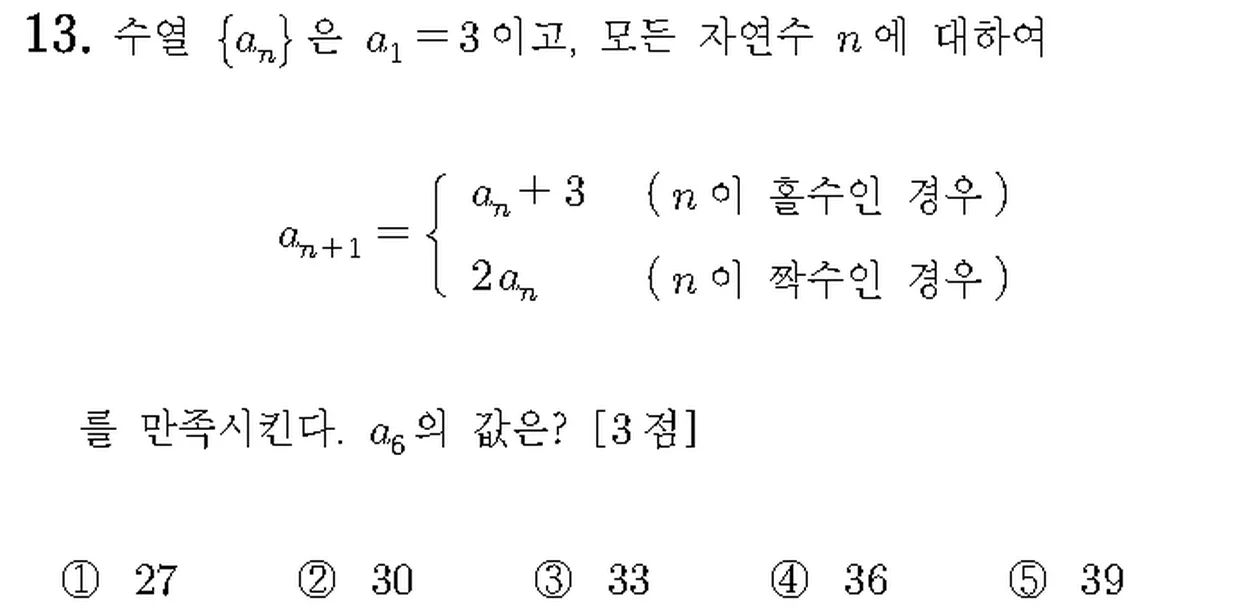 13. 수열 {aₙ}은 a₁=3이고, 모든 자연수 n에 대하여
aₙ₊₁ = { aₙ+3 (n이 홀수인 경우)
2aₙ (n이 짝수인 경우)
를 만족시킨다. a₆의 값은? [3점]
① 27 ② 30 ③ 33 ④ 36 ⑤ 39